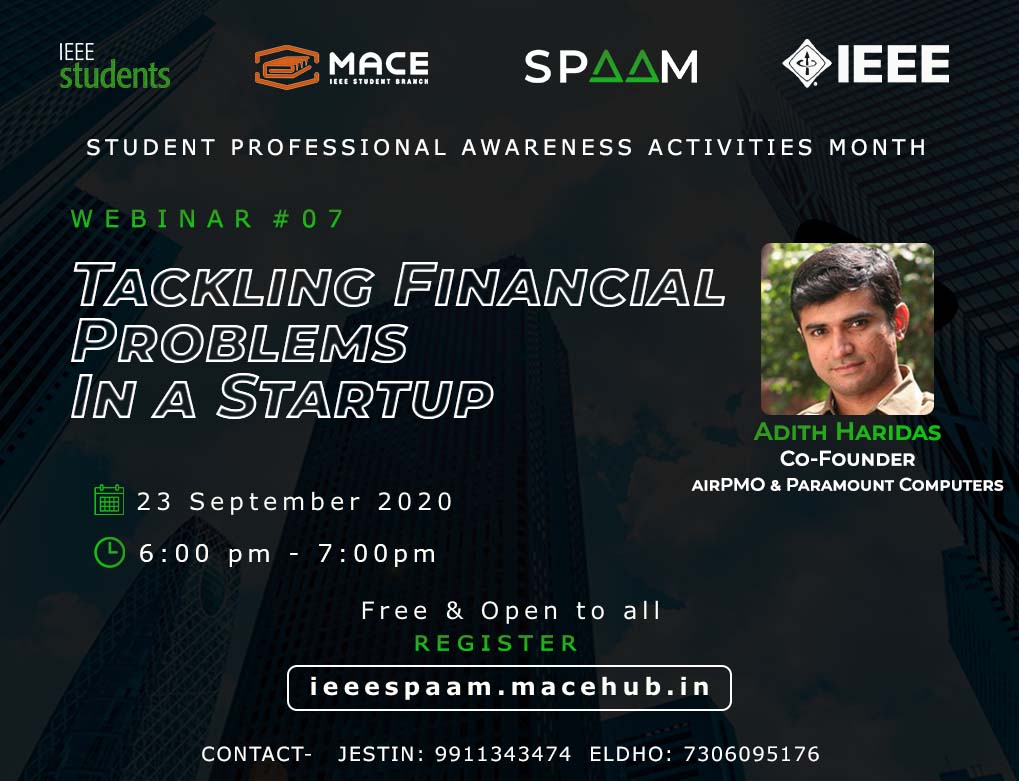 IEEE
students
MACE
IEEE STUDENT BRANCH
SPAAM
IEEE
STUDENT PROFESSIONAL AWARENESS ACTIVITIES MONTH
WEBINAR #07
TACKLING FINANCIAL
PROBLEMS
IN A STARTUP
ADITH HARIDAS
CO-FOUNDER
AIRPMO & PARAMOUNT COMPUTERS
23 September 2020
6:00 pm - 7:00pm
Free & Open to all
REGISTER
ieeespaam.macehub.in
CONTACT- JESTIN: 9911343474 ELDHO: 7306095176